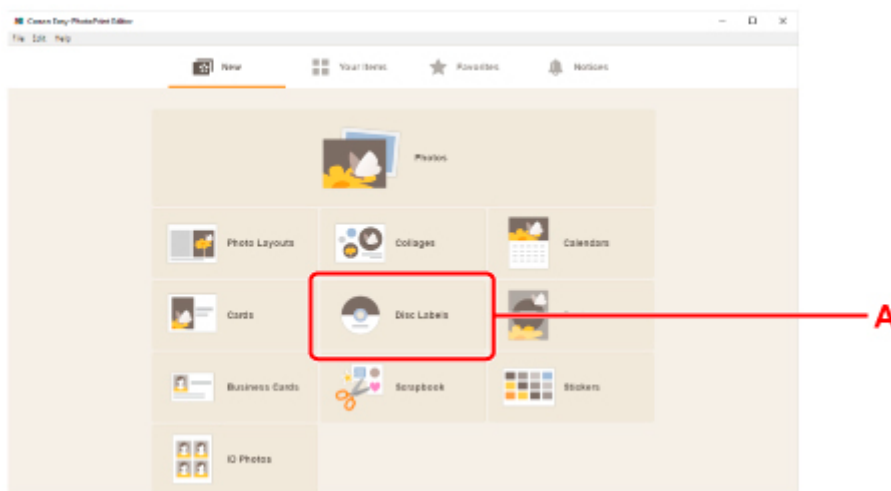 Canon Easy-PhotoPrint Editor
File Edit Help
New Your Items Favorites Notices
Photos
Photo Layouts Collages Calendars
Cards Disc Labels
A
Business Cards Scrapbook Stickers
ID Photos